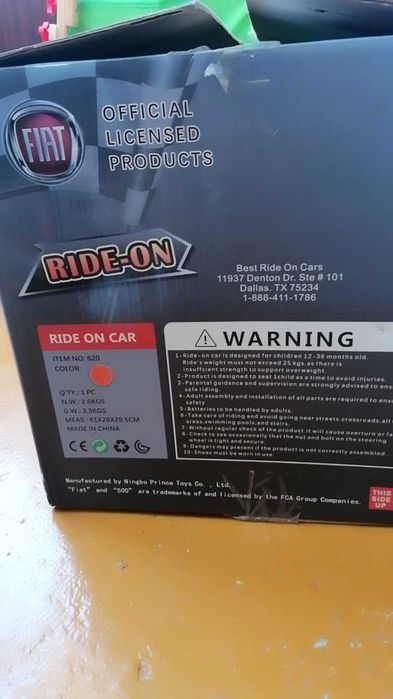 FIAT
OFFICIAL
LICENSED
PRODUCTS
RIDE-ON
Best Ride On Cars
11937 Denton Dr. Ste # 101
Dallas. TX 75234
1-888-411-1786
RIDE ON CAR
ITEM NO: 620
COLOR:
Q'TY.: 1 PC
N.W.: 2.6KGS
G.W.: 3.3KGS
MEAS: 61X28X29.5CM
MADE IN CHINA
CE
WARNING
1-Ride-on car is designed for children 12-36 months old.
Ride's weight must not exceed 25 kgs.as there is
insufficient strength to support overweight.
2-Product is designed to seat 1child as a time to avoid injuries.
3-Parental guidance and supervision are strongly advised to ens
safe riding.
4-Adult assembly and installation of all parts are required to ensu
safety
5-Batteries to be handled by adults.
6-Take care of riding and avoid going near streets.crossroads,all
areas,swimming pools,and stairs.
7-Without regular check of the product.it will cause overturn or fa
8-Check to see occasionally that the nut and bolt on the steering
wheel is tight and secure.
9-Dangers may present if the product is not correctly assembled.
10-Shoes must be worn in use.
Manufactured by Ningbo Prince Toys Co. , Ltd.
"Fiat" and "500" are trademarks of and licensed by the FCA Group Companies.
THIS
SIDE
UP